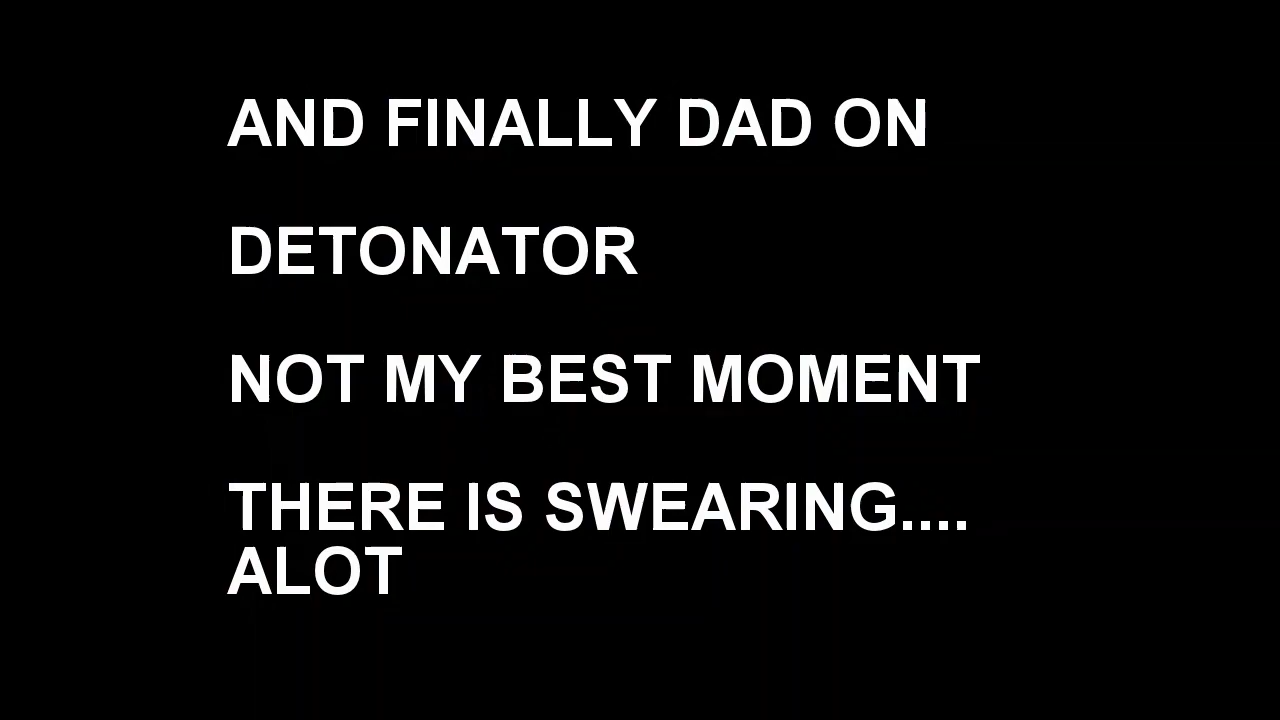 AND FINALLY DAD ON
DETONATOR
NOT MY BEST MOMENT
THERE IS SWEARING....
ALOT